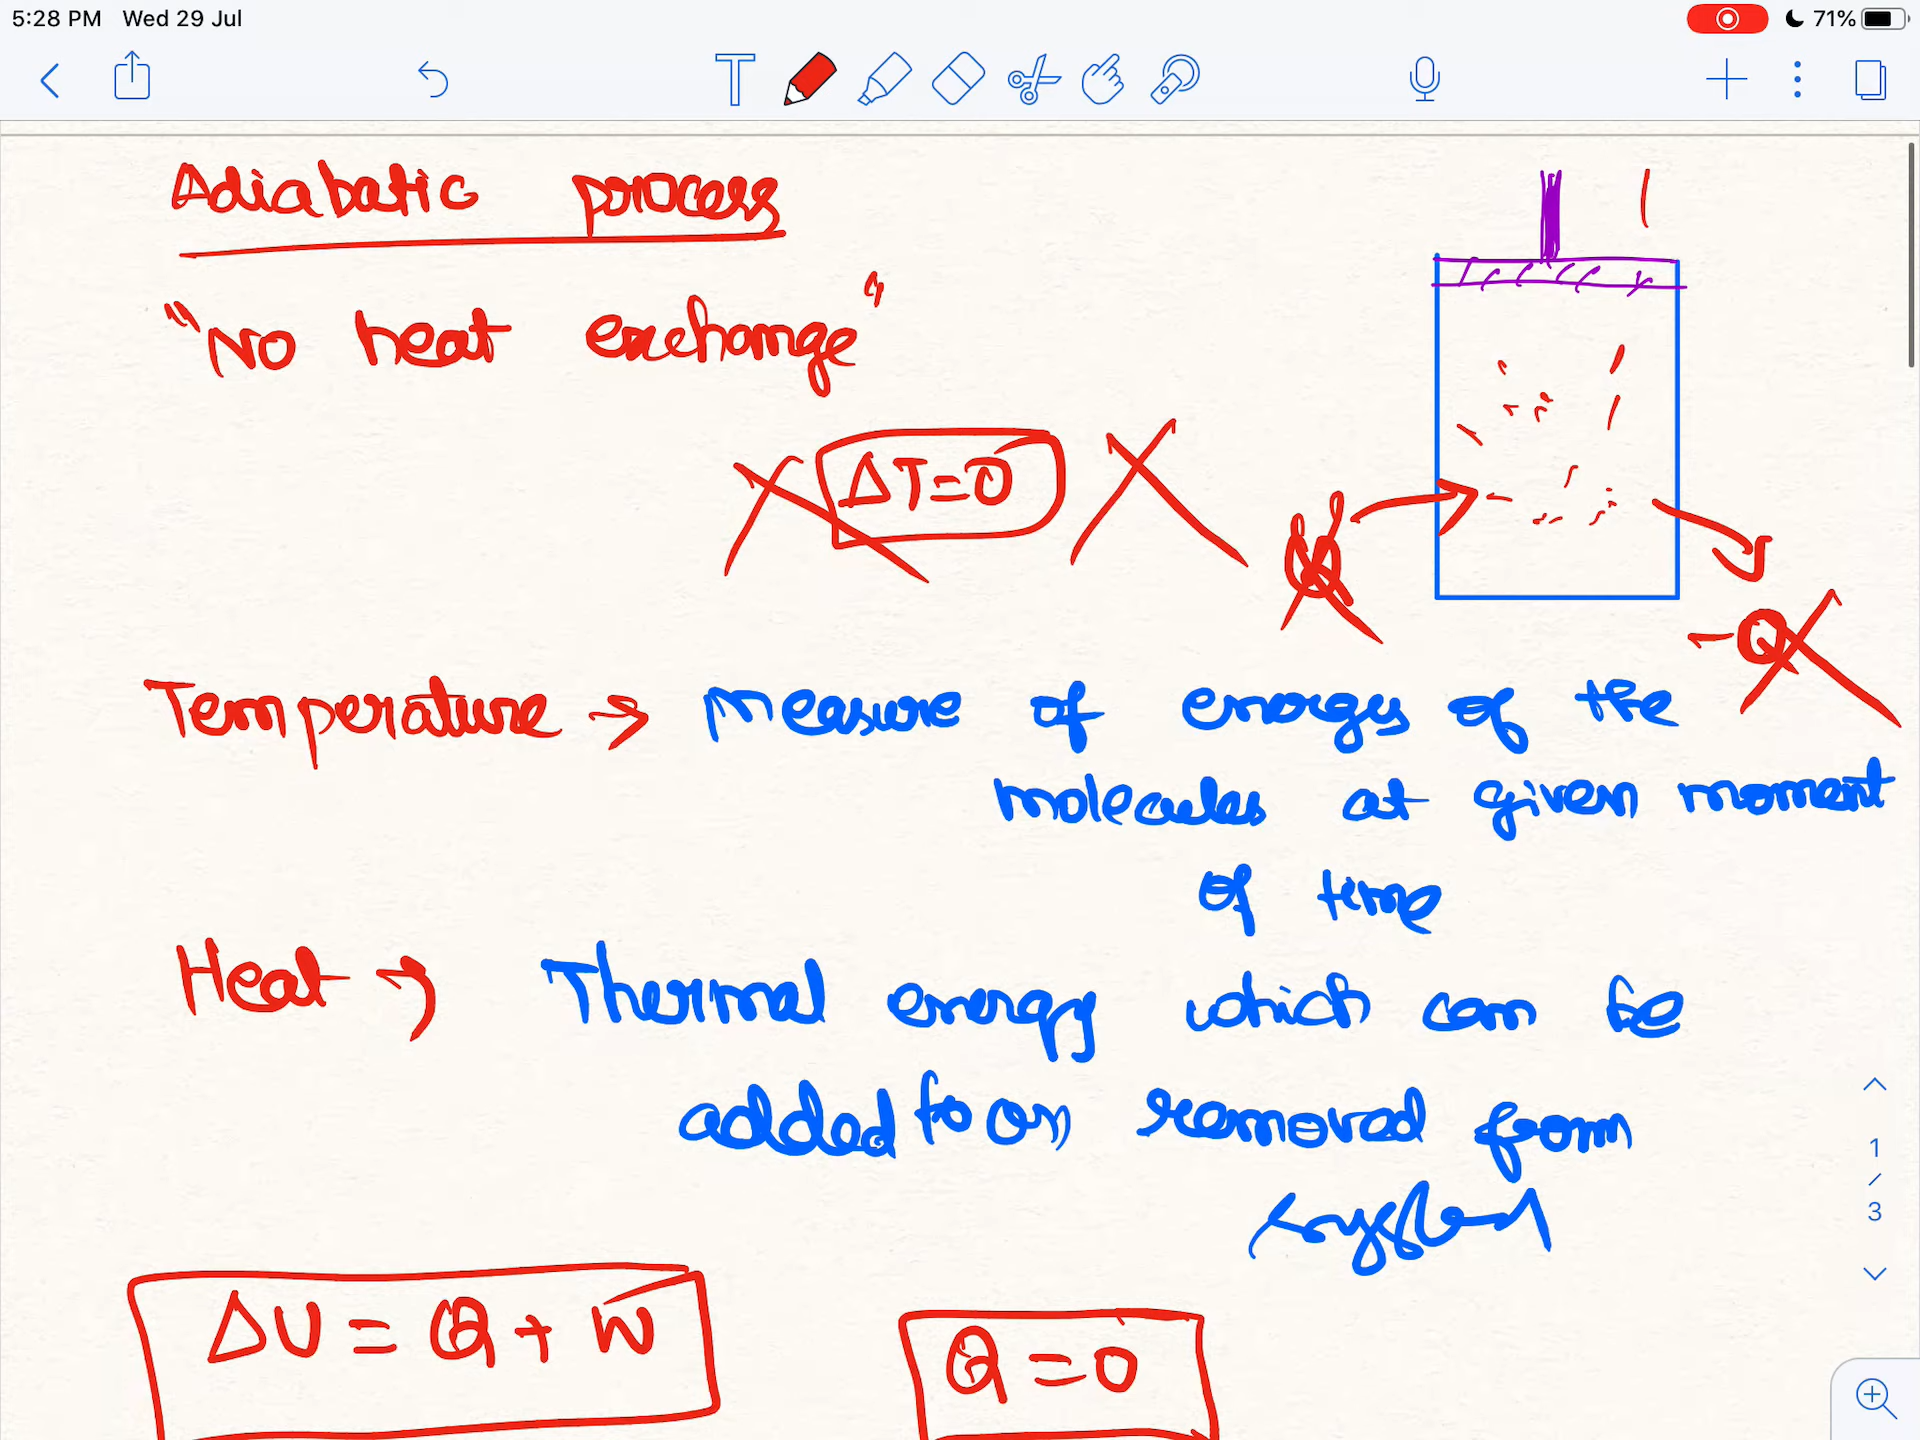 5:28 PM Wed 29 Jul
71%
T
Adiabatic process
"No heat exchange"
ΔT=0
Q
-Q
Temperature → measure of energy of the
molecules at given moment
of time
Heat → Thermal energy which can be
added to or removed from
1
/
3
ΔU = Q + W
Q = 0